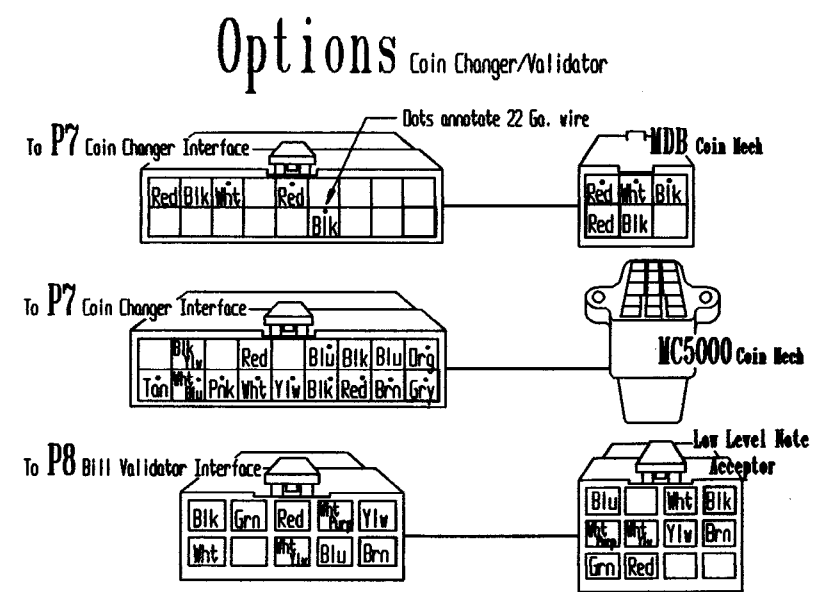 Options Coin Changer/Validator
Dots annotate 22 Ga. wire
To P7 Coin Changer Interface
MDB Coin Mech
Red Blk Wht Red
Blk
Red Wht Blk
Red Blk
To P7 Coin Changer Interface
MC5000 Coin Mech
Blk Ylw Red Blu Blk Blu Org
Tan Wht Blu Pnk Wht Ylw Blk Red Brn Gry
To P8 Bill Validator Interface
Low Level Note
Acceptor
Blk Grn Red Wht Purp Ylw
Wht Wht Ylw Blu Brn
Blu Wht Blk
Wht Purp Wht Ylw Ylw Brn
Grn Red